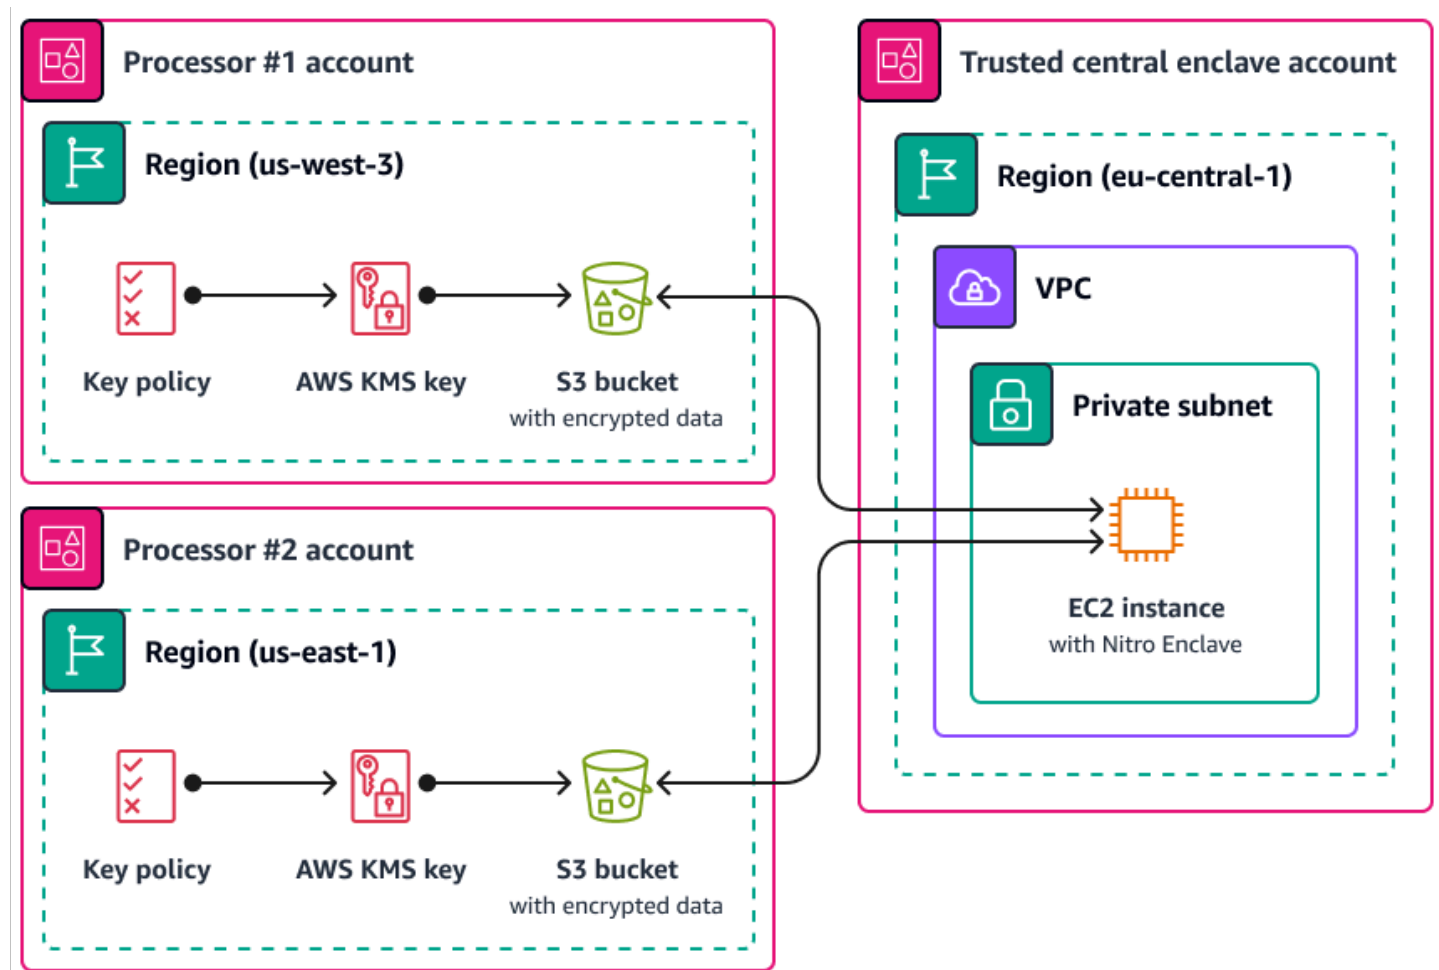 Processor #1 account
Region (us-west-3)
Key policy
AWS KMS key
S3 bucket
with encrypted data
Processor #2 account
Region (us-east-1)
Key policy
AWS KMS key
S3 bucket
with encrypted data
Trusted central enclave account
Region (eu-central-1)
VPC
Private subnet
EC2 instance
with Nitro Enclave